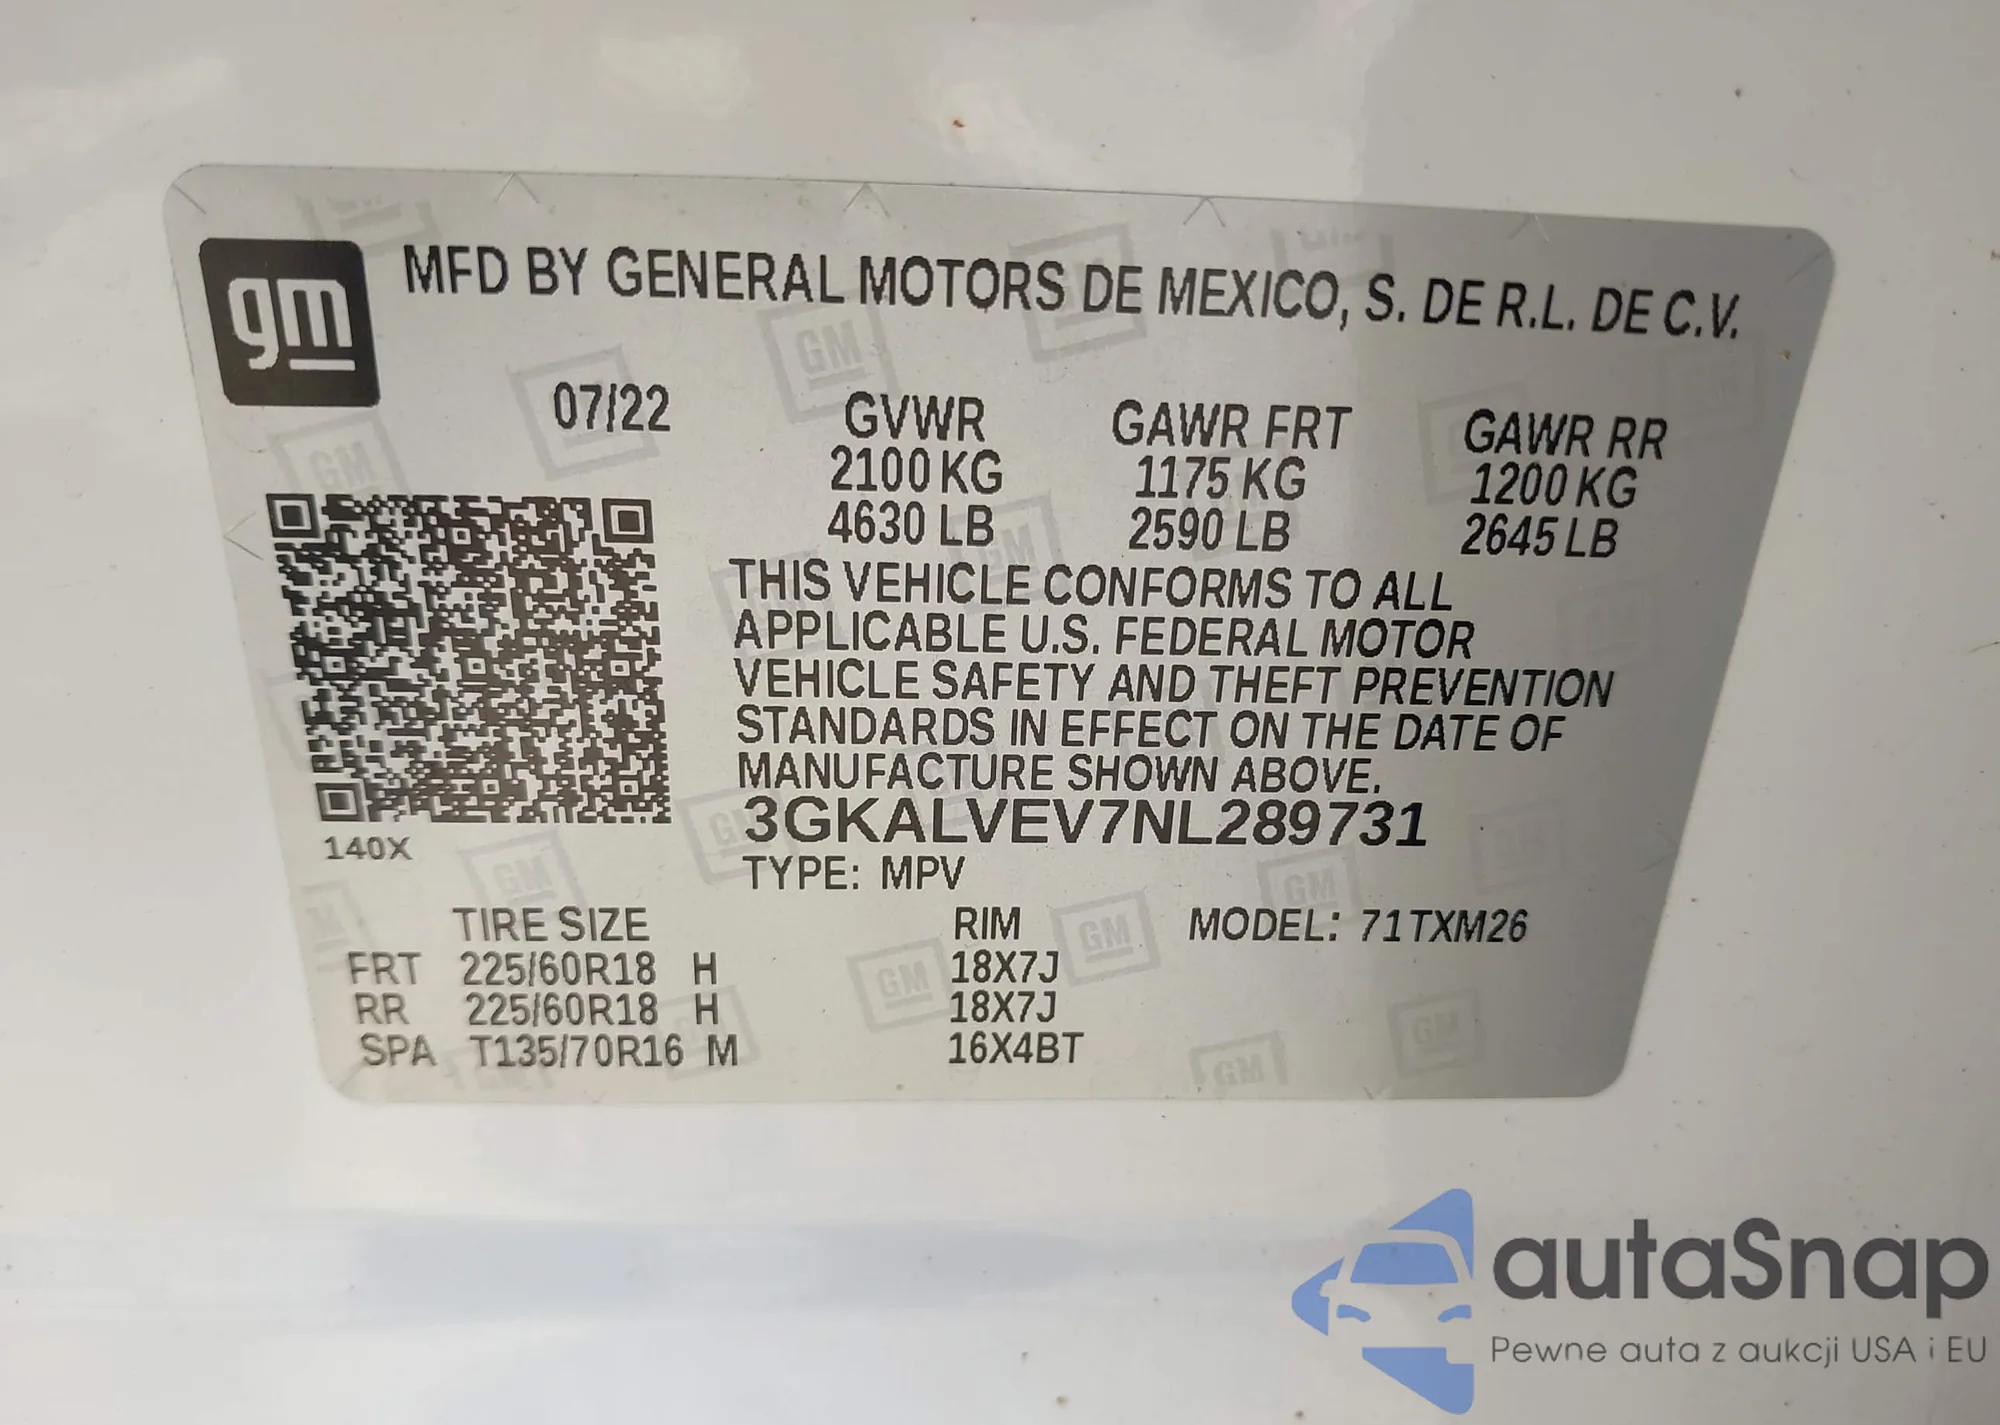 gm
MFD BY GENERAL MOTORS DE MEXICO, S. DE R.L. DE C.V.
07/22 GVWR GAWR FRT GAWR RR
2100 KG 1175 KG 1200 KG
4630 LB 2590 LB 2645 LB
THIS VEHICLE CONFORMS TO ALL
APPLICABLE U.S. FEDERAL MOTOR
VEHICLE SAFETY AND THEFT PREVENTION
STANDARDS IN EFFECT ON THE DATE OF
MANUFACTURE SHOWN ABOVE.
3GKALVEV7NL289731
140X
TYPE: MPV
TIRE SIZE RIM MODEL: 71TXM26
FRT 225/60R18 H 18X7J
RR 225/60R18 H 18X7J
SPA T135/70R16 M 16X4BT
autaSnap
Pewne auta z aukcji USA i EU